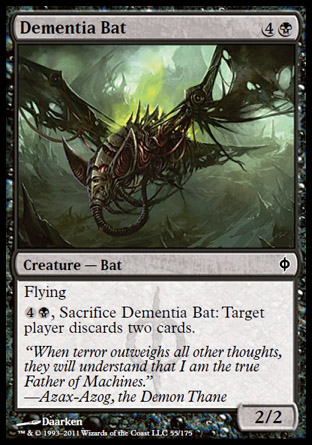 Dementia Bat 4
Creature — Bat
Flying
4, Sacrifice Dementia Bat: Target
player discards two cards.
“When terror outweighs all other thoughts,
they will understand that I am the true
Father of Machines.”
—Azax-Azog, the Demon Thane
2/2
Daarken
™ & © 1993–2011 Wizards of the Coast LLC 55/175